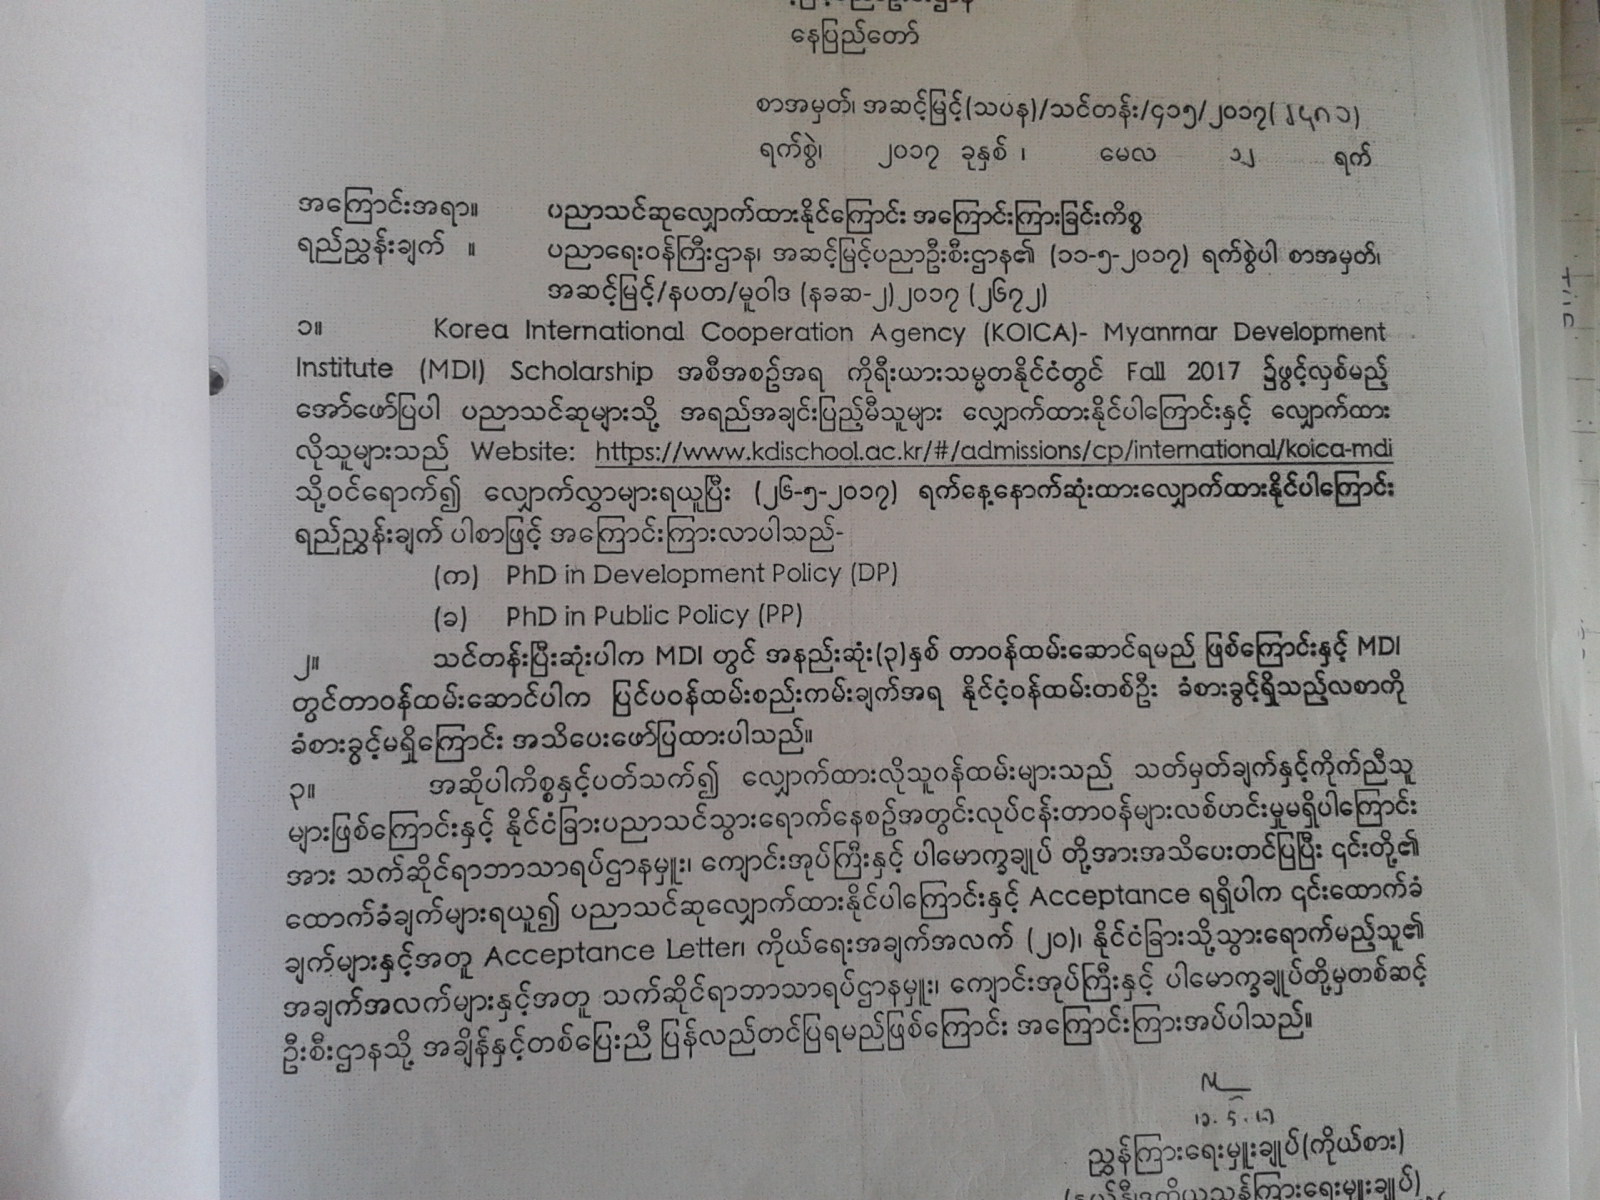 နေပြည်တော်
စာအမှတ်၊ အဆင့်မြင့်(သပန)/သင်တန်း/၄၁၅/၂၀၁၇(
ရက်စွဲ၊ ၂၀၁၇ ခုနှစ် ၊ မေလ ၁၂ ရက်
အကြောင်းအရာ။ ပညာသင်ဆုလျှောက်ထားနိုင်ကြောင်း အကြောင်းကြားခြင်းကိစ္စ
ရည်ညွှန်းချက် ။ ပညာရေးဝန်ကြီးဌာန၊ အဆင့်မြင့်ပညာဦးစီးဌာန၏ (၁၁-၅-၂၀၁၇) ရက်စွဲပါ စာအမှတ်၊
အဆင့်မြင့်/နပတ/မူဝါဒ (နခဆ-၂)၂၀၁၇ (၂၆၇၂)
၁။ Korea International Cooperation Agency (KOICA)- Myanmar Development
Institute (MDI) Scholarship အစီအစဉ်အရ ကိုရီးယားသမ္မတနိုင်ငံတွင် Fall 2017 ၌ဖွင့်လှစ်မည့်
အော်ဖော်ပြပါ ပညာသင်ဆုများသို့ အရည်အချင်းပြည့်မီသူများ လျှောက်ထားနိုင်ပါကြောင်းနှင့် လျှောက်ထား
လိုသူများသည် Website: https://www.kdischool.ac.kr/#/admissions/cp/international/koica-mdi
သို့ဝင်ရောက်၍ လျှောက်လွှာများရယူပြီး (၂၆-၅-၂၀၁၇) ရက်နေ့နောက်ဆုံးထားလျှောက်ထားနိုင်ပါကြောင်း
ရည်ညွှန်းချက် ပါစာဖြင့် အကြောင်းကြားလာပါသည်-
(က) PhD in Development Policy (DP)
(ခ) PhD in Public Policy (PP)
၂။ သင်တန်းပြီးဆုံးပါက MDI တွင် အနည်းဆုံး(၃)နှစ် တာဝန်ထမ်းဆောင်ရမည် ဖြစ်ကြောင်းနှင့် MDI
တွင်တာဝန်ထမ်းဆောင်ပါက ပြင်ပဝန်ထမ်းစည်းကမ်းချက်အရ နိုင်ငံ့ဝန်ထမ်းတစ်ဦး ခံစားခွင့်ရှိသည့်လစာကို
ခံစားခွင့်မရှိကြောင်း အသိပေးဖော်ပြထားပါသည်။
၃။ အဆိုပါကိစ္စနှင့်ပတ်သက်၍ လျှောက်ထားလိုသူဝန်ထမ်းများသည် သတ်မှတ်ချက်နှင့်ကိုက်ညီသူ
များဖြစ်ကြောင်းနှင့် နိုင်ငံခြားပညာသင်သွားရောက်နေစဉ်အတွင်းလုပ်ငန်းတာဝန်များလစ်ဟင်းမှုမရှိပါကြောင်း
အား သက်ဆိုင်ရာဘာသာရပ်ဌာနမှူး၊ ကျောင်းအုပ်ကြီးနှင့် ပါမောက္ခချုပ် တို့အားအသိပေးတင်ပြပြီး ၎င်းတို့၏
ထောက်ခံချက်များရယူ၍ ပညာသင်ဆုလျှောက်ထားနိုင်ပါကြောင်းနှင့် Acceptance ရရှိပါက ၎င်းထောက်ခံ
ချက်များနှင့်အတူ Acceptance Letter၊ ကိုယ်ရေးအချက်အလက် (၂၀)၊ နိုင်ငံခြားသို့သွားရောက်မည့်သူ၏
အချက်အလက်များနှင့်အတူ သက်ဆိုင်ရာဘာသာရပ်ဌာနမှူး၊ ကျောင်းအုပ်ကြီးနှင့် ပါမောက္ခချုပ်တို့မှတစ်ဆင့်
ဦးစီးဌာနသို့ အချိန်နှင့်တစ်ပြေးညီ ပြန်လည်တင်ပြရမည်ဖြစ်ကြောင်း အကြောင်းကြားအပ်ပါသည်။
ညွှန်ကြားရေးမှူးချုပ်(ကိုယ်စား)